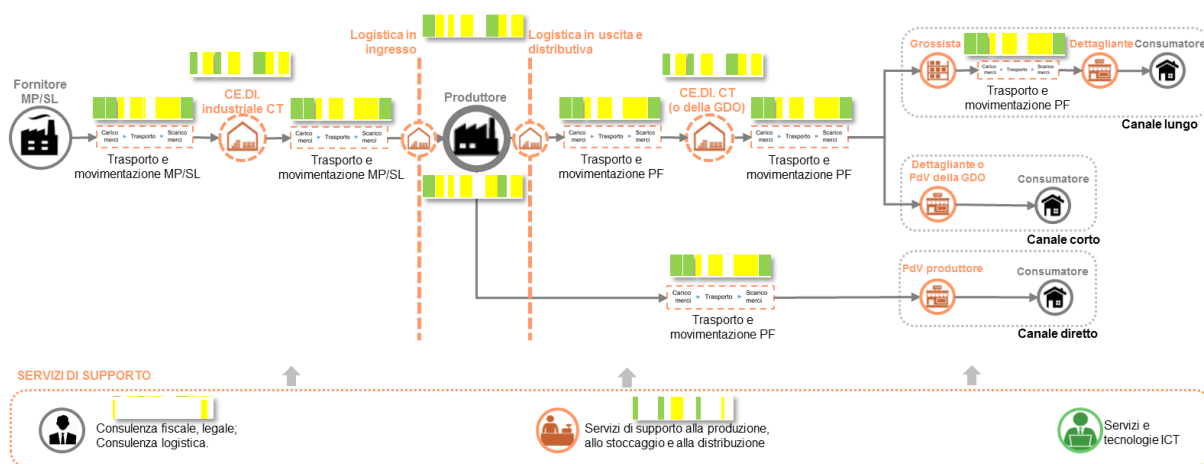 Fornitore
MP/SL
Carico
merci
Trasporto
Scarico
merci
Trasporto e
movimentazione MP/SL
CE.DI.
industriale CT
Carico
merci
Trasporto
Scarico
merci
Trasporto e
movimentazione MP/SL
Logistica in
ingresso
Produttore
Logistica in uscita e
distributiva
Carico
merci
Trasporto
Scarico
merci
Trasporto e
movimentazione PF
CE.DI. CT
(o della GDO)
Carico
merci
Trasporto
Scarico
merci
Trasporto e
movimentazione PF
Grossista
Carico
merci
Trasporto
Scarico
merci
Trasporto e
movimentazione PF
Dettagliante
Consumatore
Canale lungo
Dettagliante o
PdV della GDO
Consumatore
Canale corto
Carico
merci
Trasporto
Scarico
merci
Trasporto e
movimentazione PF
PdV produttore
Consumatore
Canale diretto
SERVIZI DI SUPPORTO
Consulenza fiscale, legale;
Consulenza logistica.
Servizi di supporto alla produzione,
allo stoccaggio e alla distribuzione
Servizi e
tecnologie ICT